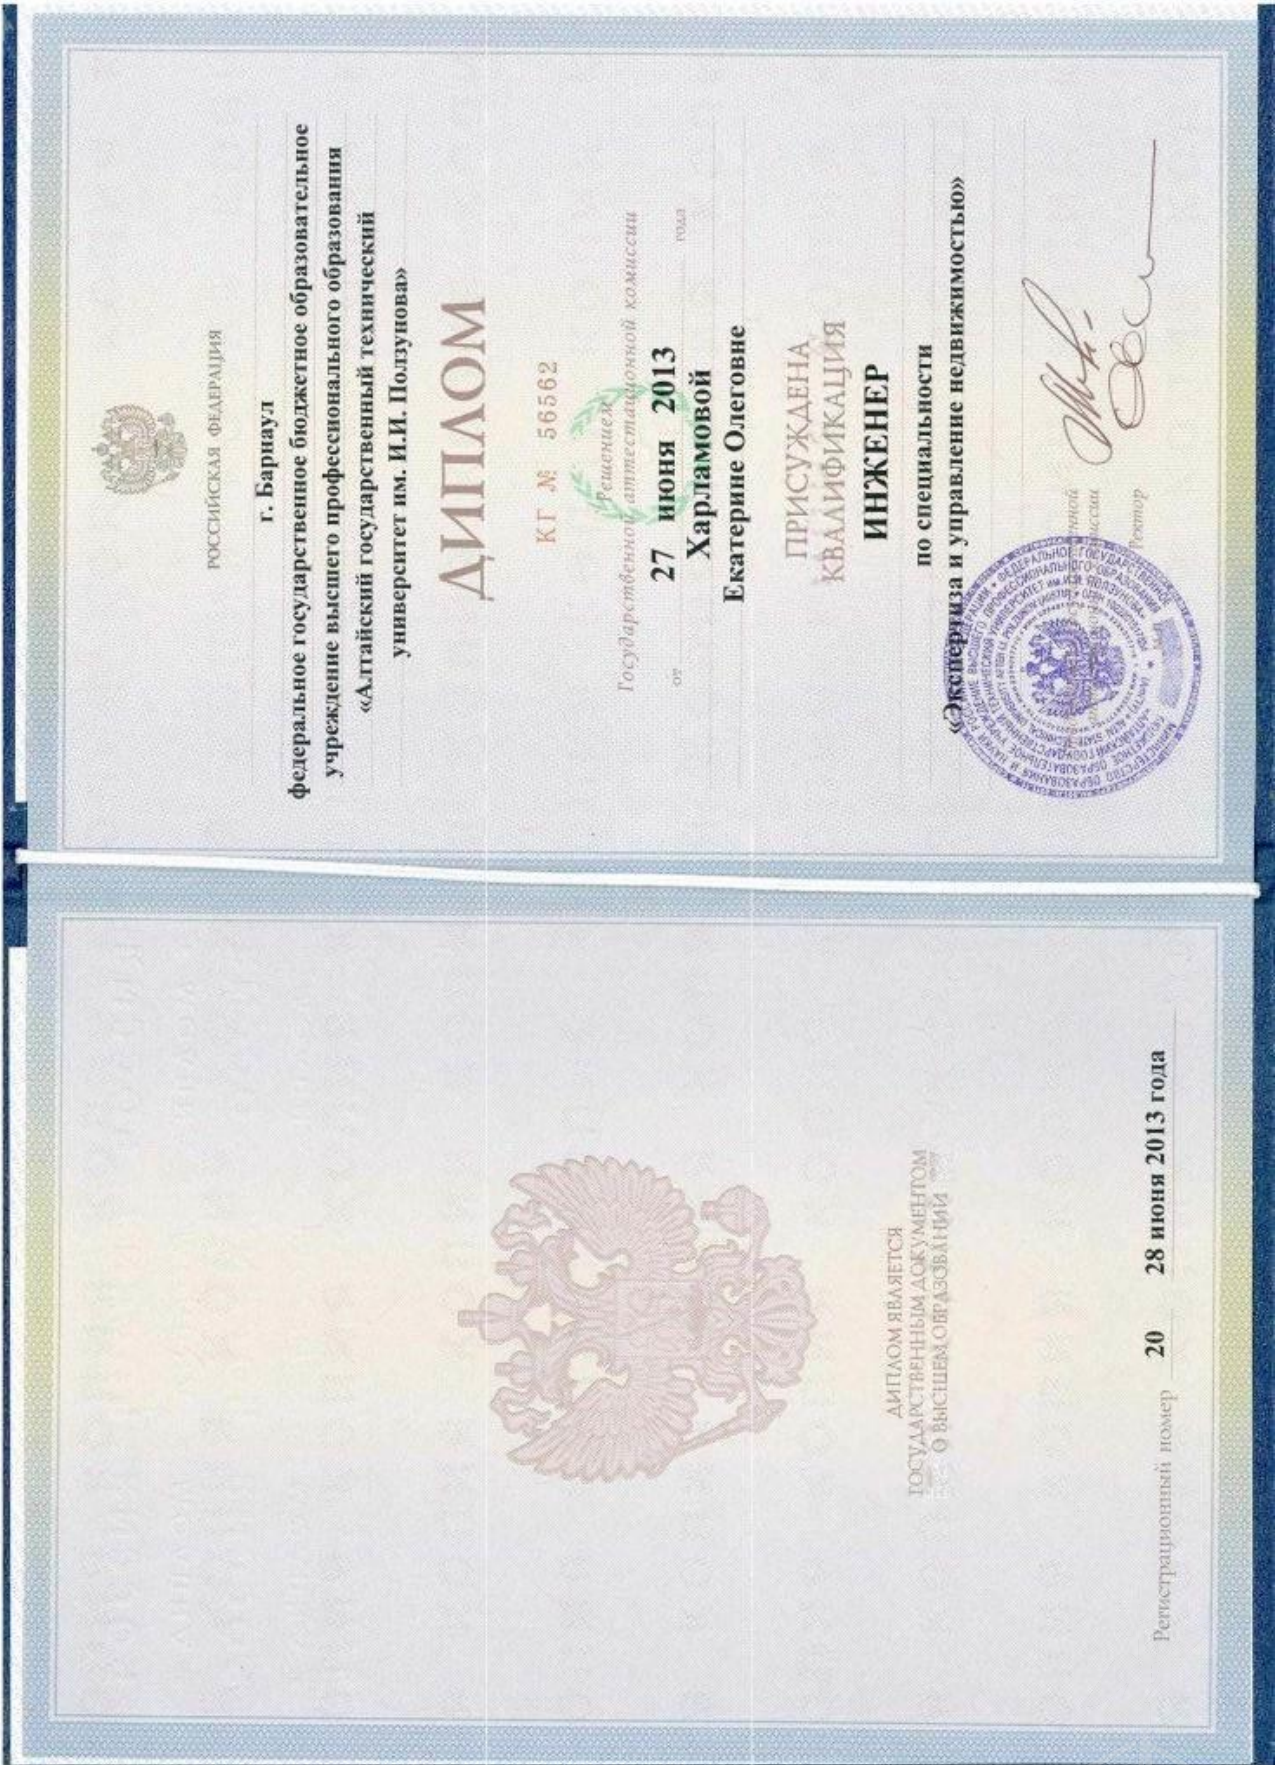 ДИПЛОМ ЯВЛЯЕТСЯ
ГОСУДАРСТВЕННЫМ ДОКУМЕНТОМ
О ВЫСШЕМ ОБРАЗОВАНИИ
Регистрационный номер 20 28 июня 2013 года
РОССИЙСКАЯ ФЕДЕРАЦИЯ
г. Барнаул
федеральное государственное бюджетное образовательное
учреждение высшего профессионального образования
«Алтайский государственный технический
университет им. И.И. Ползунова»
ДИПЛОМ
КГ № 56562
Решением
Государственной аттестационной комиссии
от 27 июня 2013 года
Харламовой
Екатерине Олеговне
ПРИСУЖДЕНА
КВАЛИФИКАЦИЯ
ИНЖЕНЕР
по специальности
«Экспертиза и управление недвижимостью»
Ректор